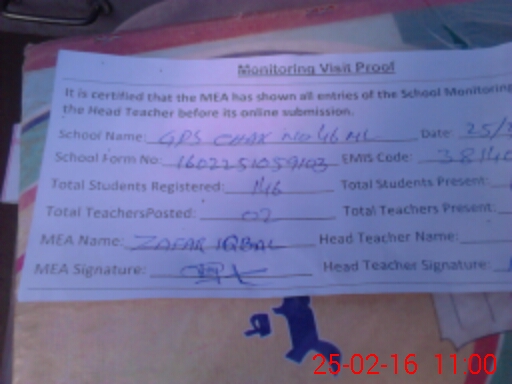 Monitoring Visit Proof
It is certified that the MEA has shown all entries of the School Monitoring
the Head Teacher before its online submission.
School Name: GPS CHAK NO 46 ML Date: 25/
School Form No: 1602251059103 EMIS Code: 38140
Total Students Registered: 146 Total Students Present:
Total TeachersPosted: 02 Total Teachers Present:
MEA Name: ZAFAR IQBAL Head Teacher Name:
MEA Signature: Head Teacher Signature:
25-02-16 11:00